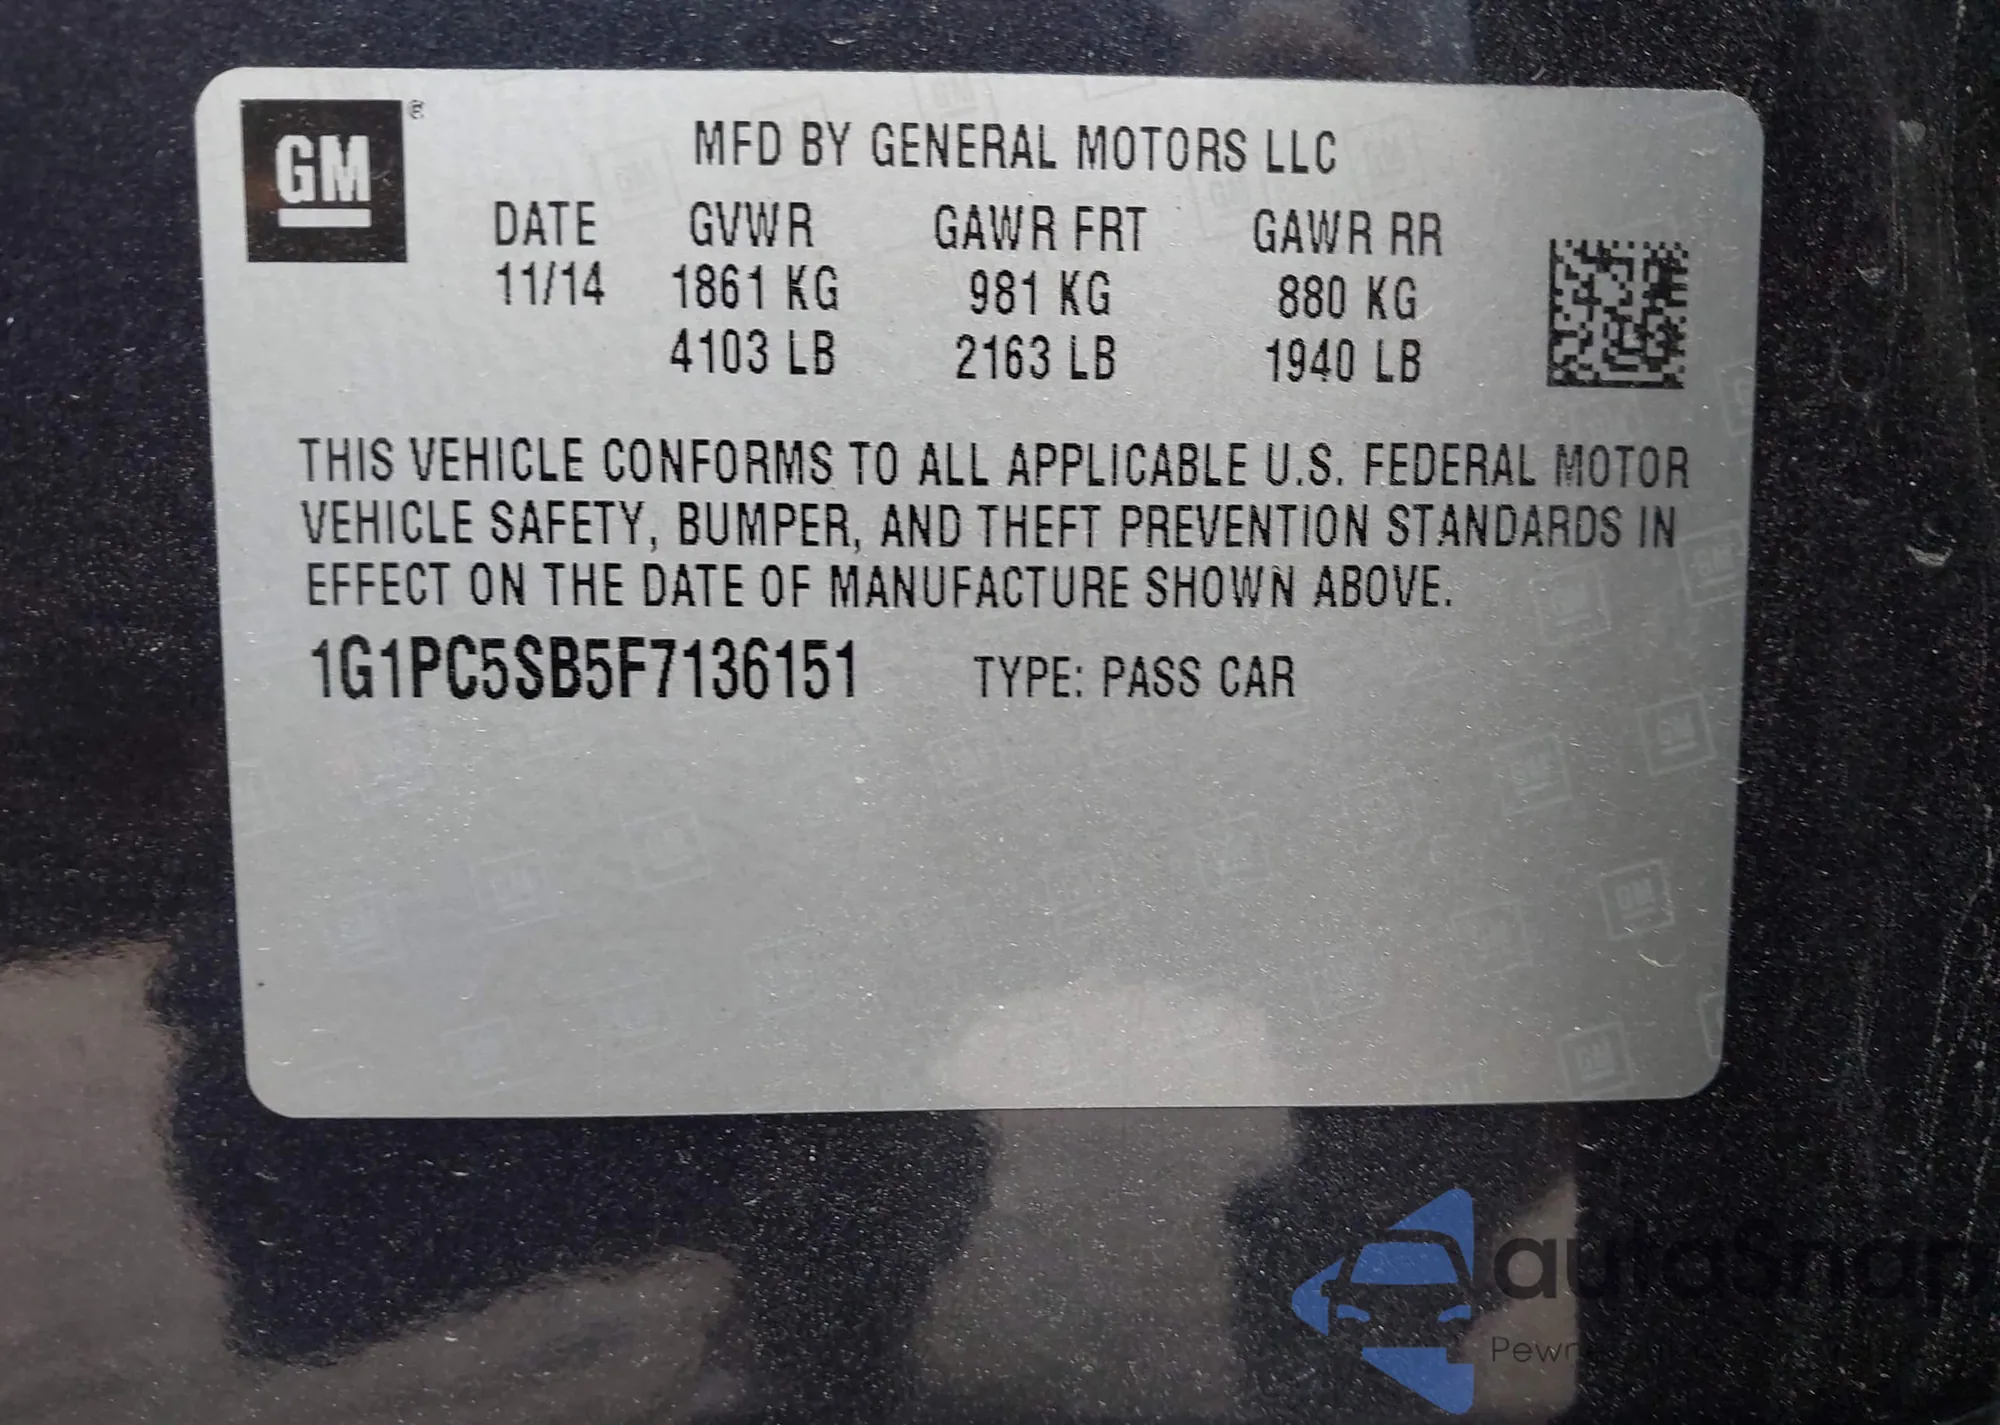 GM®
MFD BY GENERAL MOTORS LLC
DATE GVWR GAWR FRT GAWR RR
11/14 1861 KG 981 KG 880 KG
4103 LB 2163 LB 1940 LB
THIS VEHICLE CONFORMS TO ALL APPLICABLE U.S. FEDERAL MOTOR
VEHICLE SAFETY, BUMPER, AND THEFT PREVENTION STANDARDS IN
EFFECT ON THE DATE OF MANUFACTURE SHOWN ABOVE.
1G1PC5SB5F7136151 TYPE: PASS CAR
autoSnap